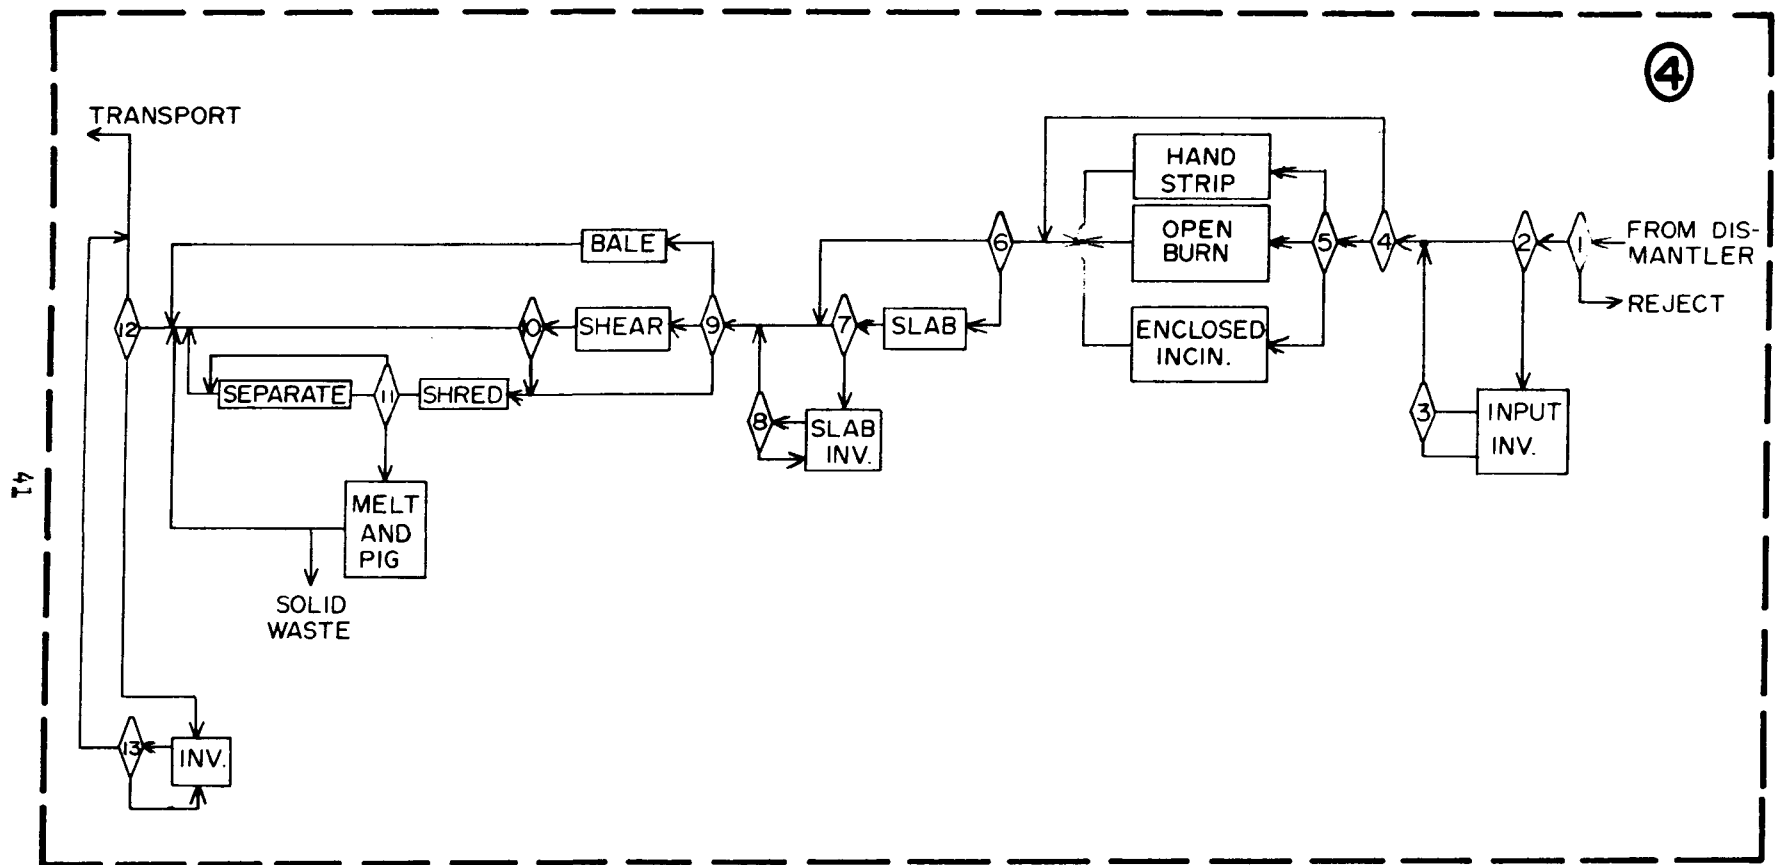 4
TRANSPORT
HAND
STRIP
OPEN
BURN
ENCLOSED
INCIN.
FROM DIS-
MANTLER
REJECT
1
2
3
INPUT
INV.
4
5
6
SLAB
7
8
SLAB
INV.
9
BALE
SHEAR
10
SHRED
11
SEPARATE
MELT
AND
PIG
SOLID
WASTE
12
13
INV.
41